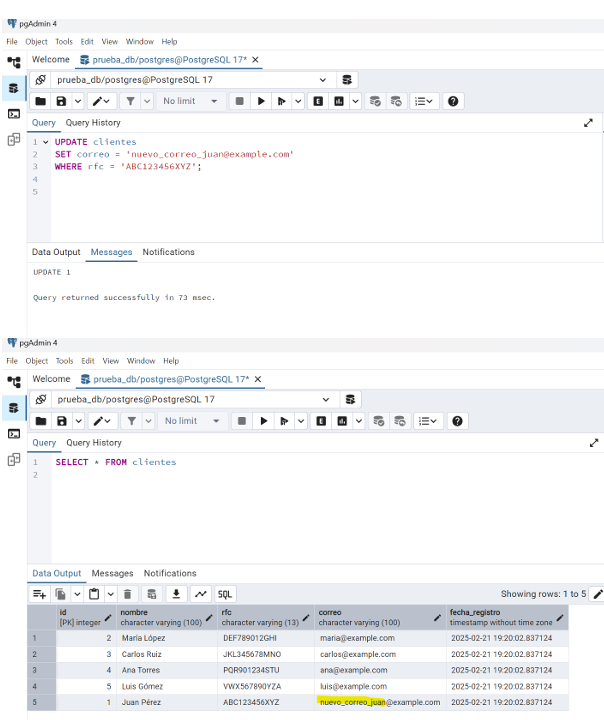 pgAdmin 4
File Object Tools Edit View Window Help
Welcome prueba_db/postgres@PostgreSQL 17* X
prueba_db/postgres@PostgreSQL 17
No limit
Query Query History
1 UPDATE clientes
2 SET correo = 'nuevo_correo_juan@example.com'
3 WHERE rfc = 'ABC123456XYZ';
4
5
Data Output Messages Notifications
UPDATE 1
Query returned successfully in 73 msec.
pgAdmin 4
File Object Tools Edit View Window Help
Welcome prueba_db/postgres@PostgreSQL 17* X
prueba_db/postgres@PostgreSQL 17
No limit
Query Query History
1 SELECT * FROM clientes
2
Data Output Messages Notifications
SQL Showing rows: 1 to 5
id nombre rfc correo fecha_registro
[PK] integer character varying (100) character varying (13) character varying (100) timestamp without time zone
1 2 María López DEF789012GHI maria@example.com 2025-02-21 19:20:02.837124
2 3 Carlos Ruiz JKL345678MNO carlos@example.com 2025-02-21 19:20:02.837124
3 4 Ana Torres PQR901234STU ana@example.com 2025-02-21 19:20:02.837124
4 5 Luis Gómez VWX567890YZA luis@example.com 2025-02-21 19:20:02.837124
5 1 Juan Pérez ABC123456XYZ nuevo_correo_juan@example.com 2025-02-21 19:20:02.837124